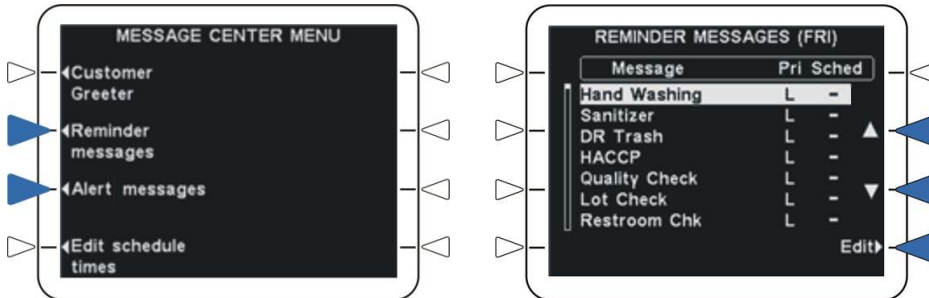 MESSAGE CENTER MENU
Customer
Greeter
Reminder
messages
Alert messages
Edit schedule
times
REMINDER MESSAGES (FRI)
Message Pri Sched
Hand Washing L -
Sanitizer L -
DR Trash L -
HACCP L -
Quality Check L -
Lot Check L -
Restroom Chk L -
Edit